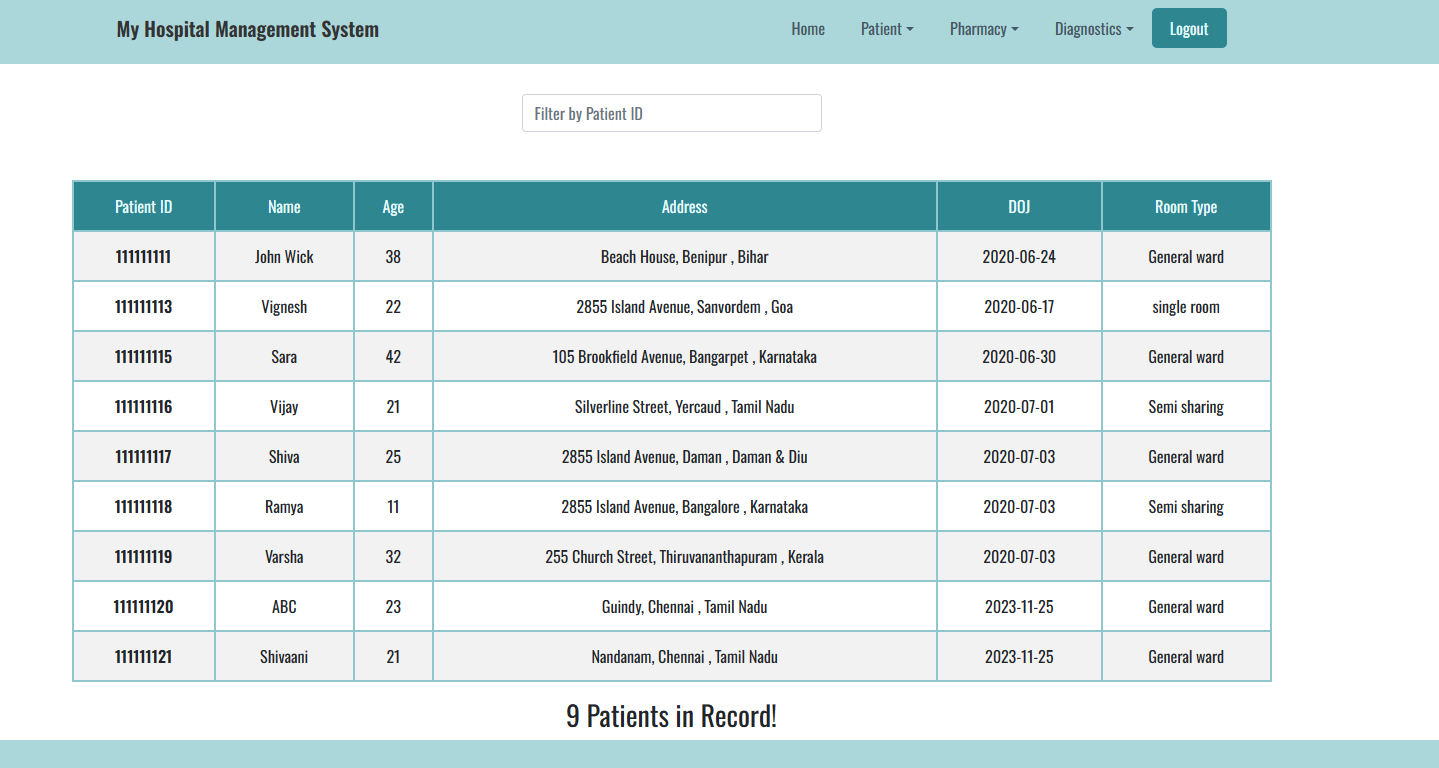 My Hospital Management System Home Patient Pharmacy Diagnostics Logout
Filter by Patient ID
Patient ID Name Age Address DOJ Room Type
111111111 John Wick 38 Beach House, Benipur , Bihar 2020-06-24 General ward
111111113 Vignesh 22 2855 Island Avenue, Sanvordem , Goa 2020-06-17 single room
111111115 Sara 42 105 Brookfield Avenue, Bangarpet , Karnataka 2020-06-30 General ward
111111116 Vijay 21 Silverline Street, Yercaud , Tamil Nadu 2020-07-01 Semi sharing
111111117 Shiva 25 2855 Island Avenue, Daman , Daman & Diu 2020-07-03 General ward
111111118 Ramya 11 2855 Island Avenue, Bangalore , Karnataka 2020-07-03 Semi sharing
111111119 Varsha 32 255 Church Street, Thiruvananthapuram , Kerala 2020-07-03 General ward
111111120 ABC 23 Guindy, Chennai , Tamil Nadu 2023-11-25 General ward
111111121 Shivaani 21 Nandanam, Chennai , Tamil Nadu 2023-11-25 General ward
9 Patients in Record!